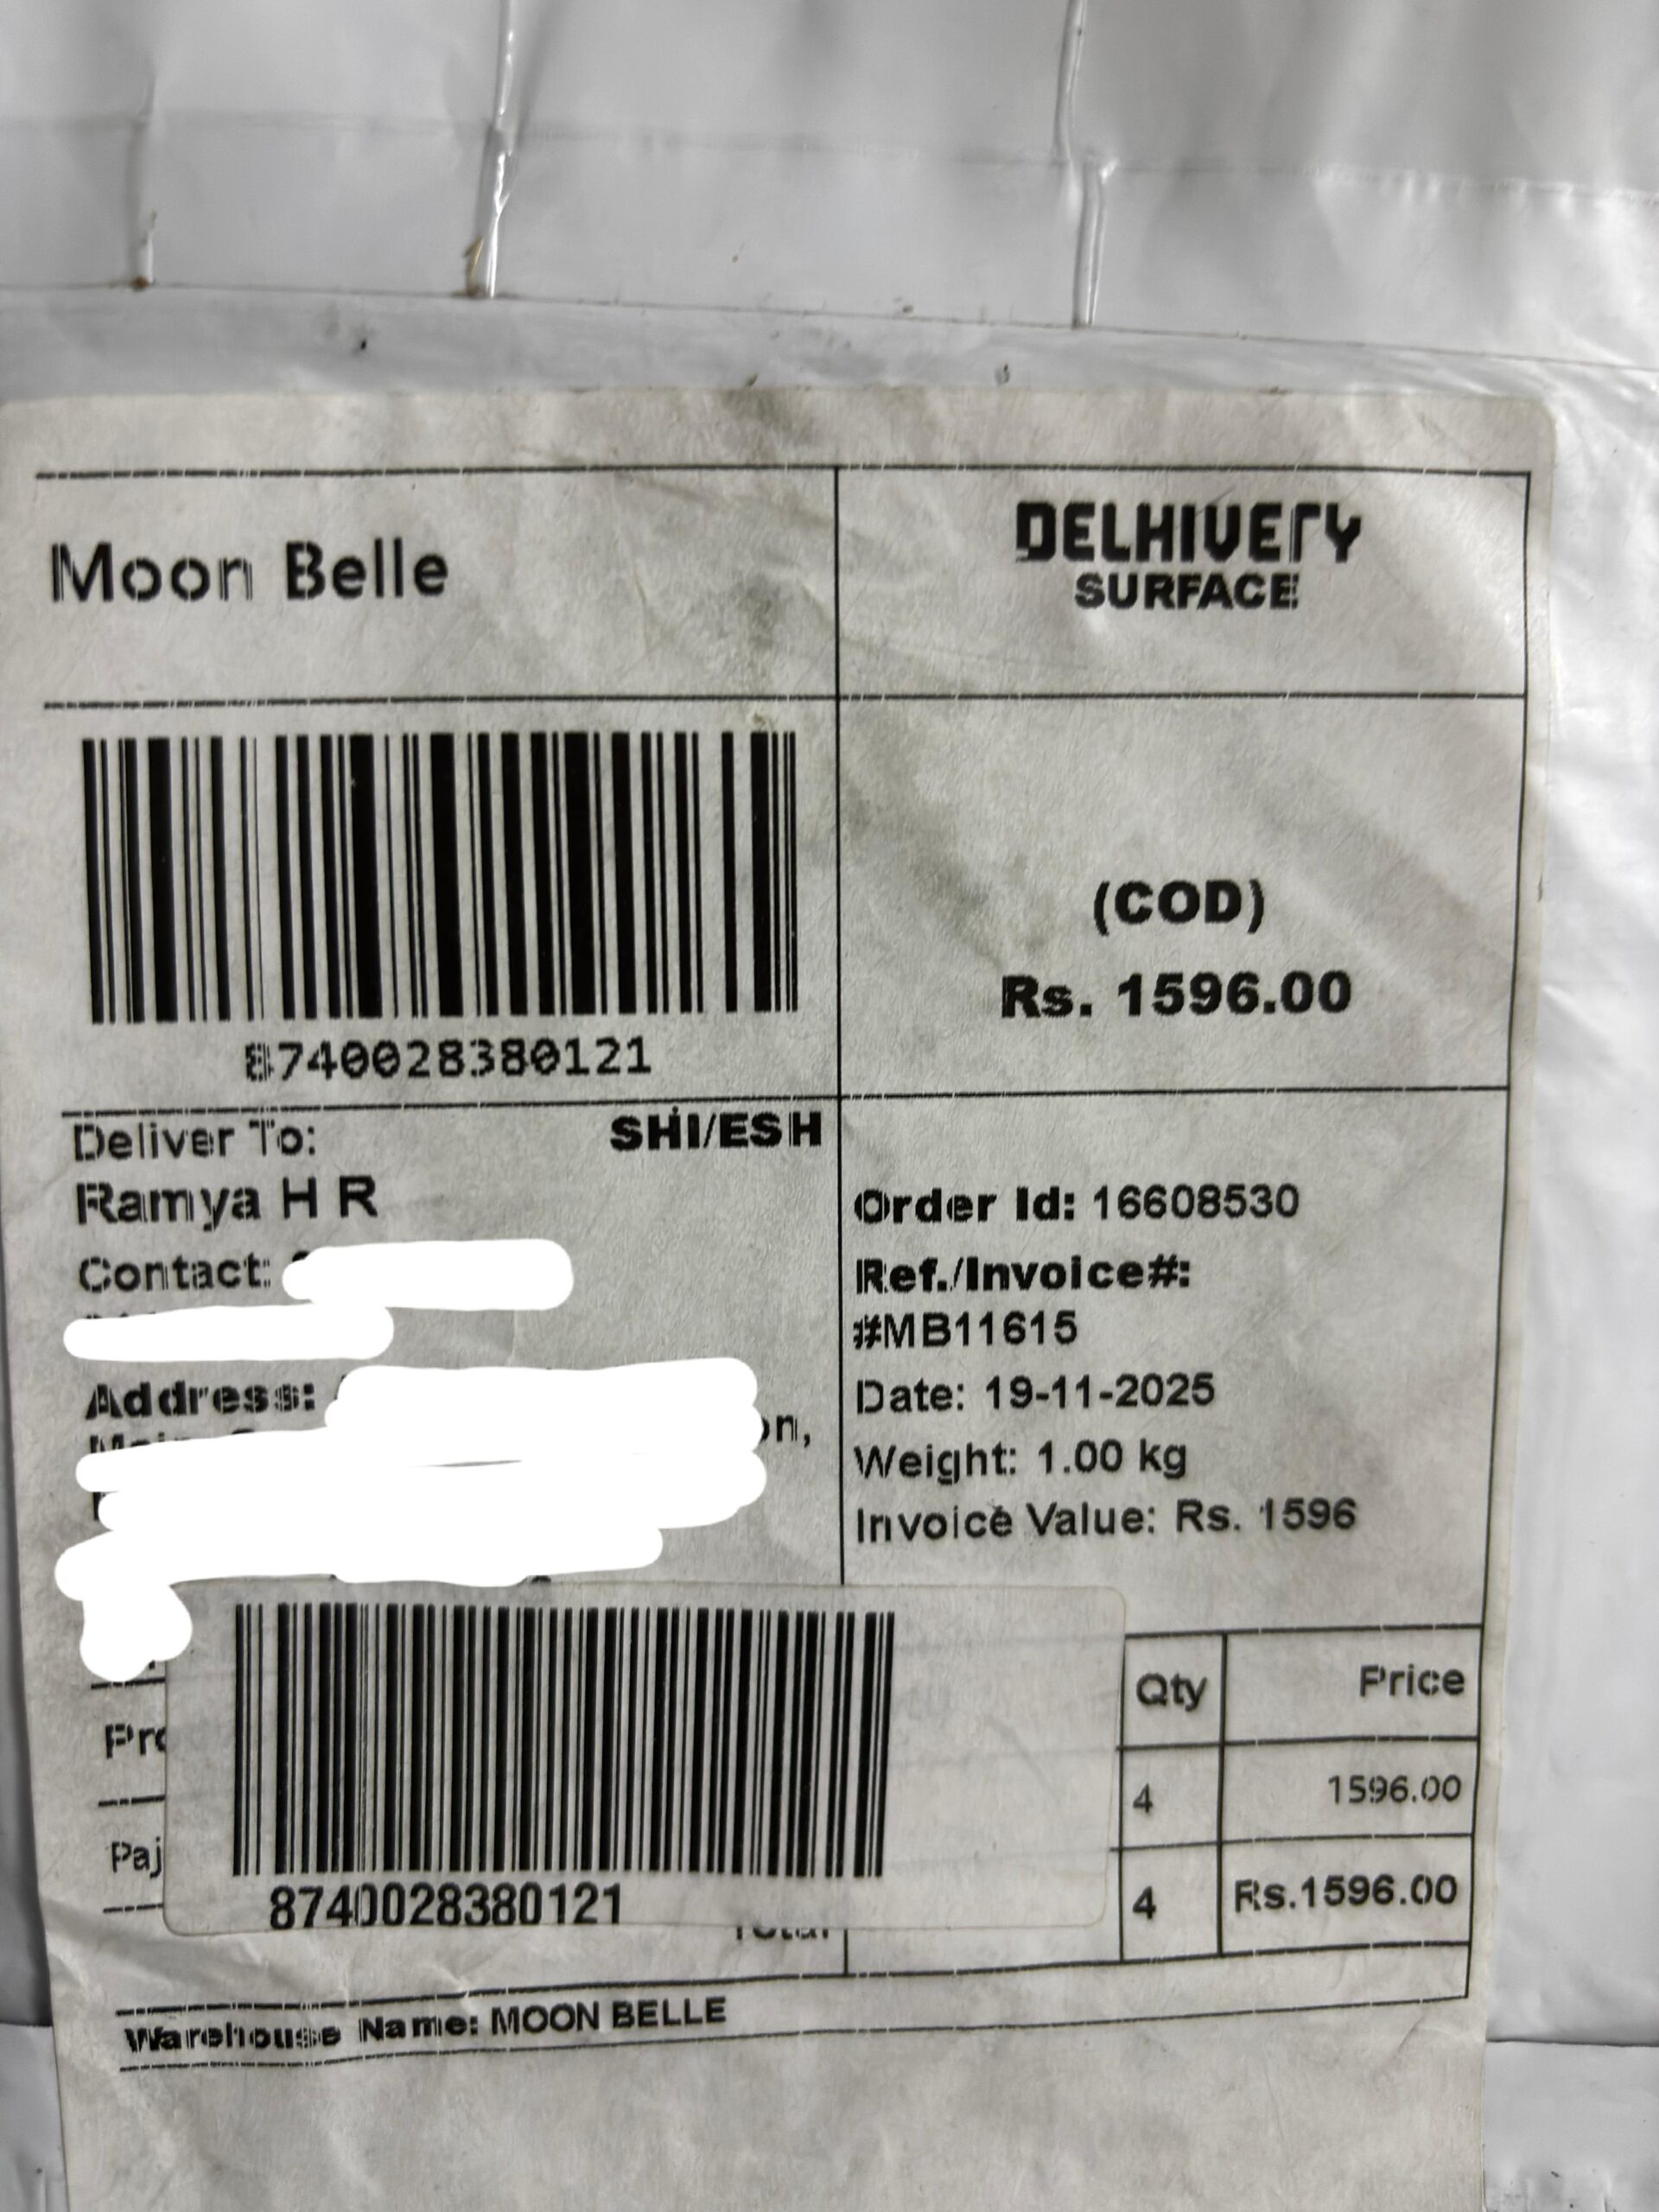 Moon Belle
DELHIVERY
SURFACE
8740028380121
(COD)
Rs. 1596.00
Deliver To:
SHI/ESH
Ramya H R
Contact:
Address:
on,
Order Id: 16608530
Ref./Invoice#:
#MB11615
Date: 19-11-2025
Weight: 1.00 kg
Invoice Value: Rs. 1596
8740028380121
Qty Price
4 1596.00
Total 4 Rs.1596.00
Warehouse Name: MOON BELLE